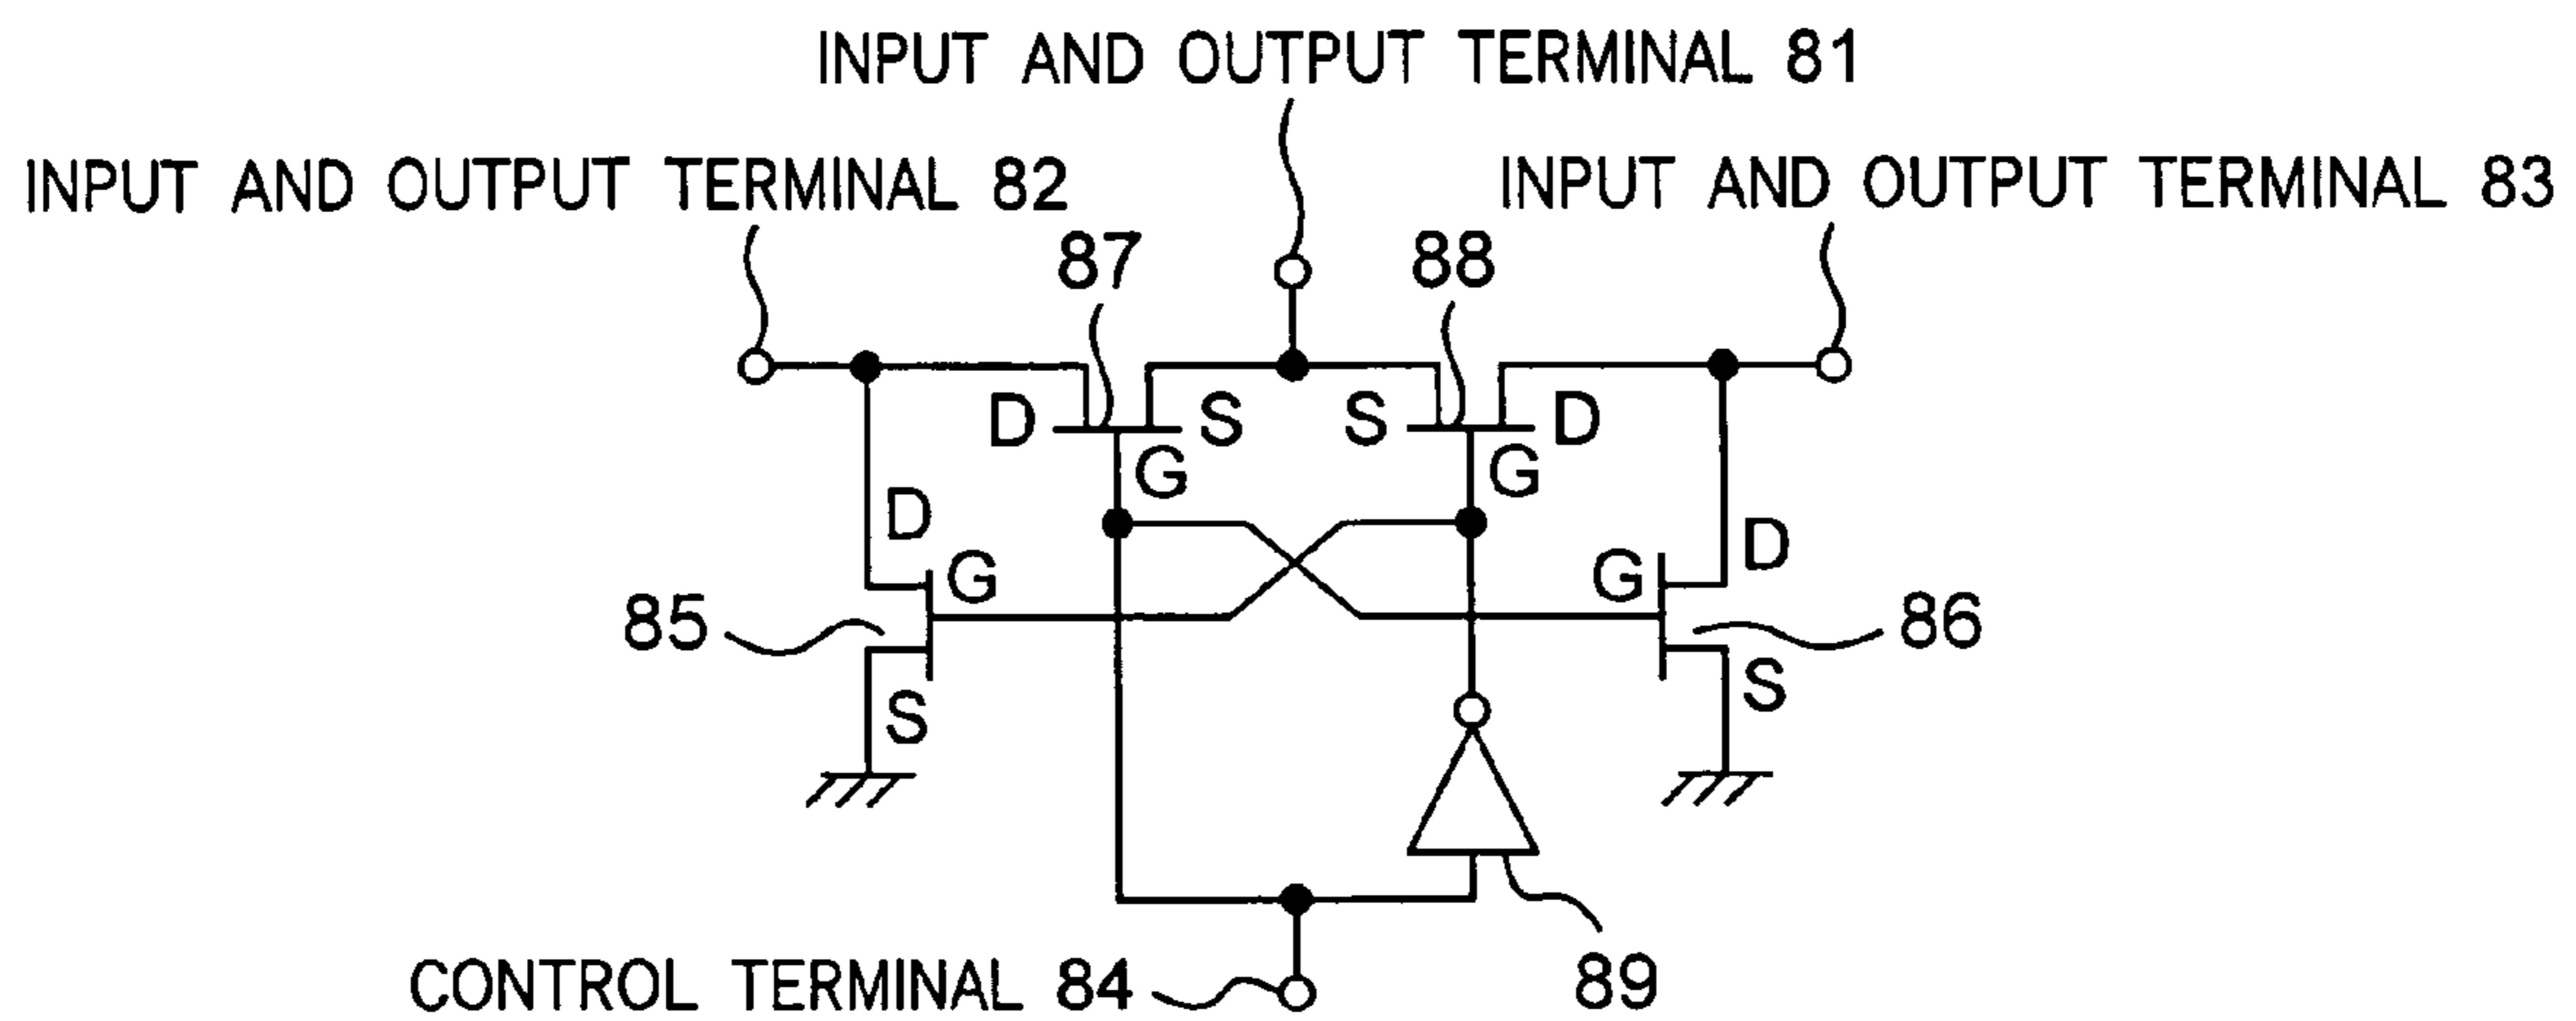 INPUT AND OUTPUT TERMINAL 81
INPUT AND OUTPUT TERMINAL 82
INPUT AND OUTPUT TERMINAL 83
87
88
D
S
S
D
G
G
D
G
G
D
85
86
S
S
89
CONTROL TERMINAL 84